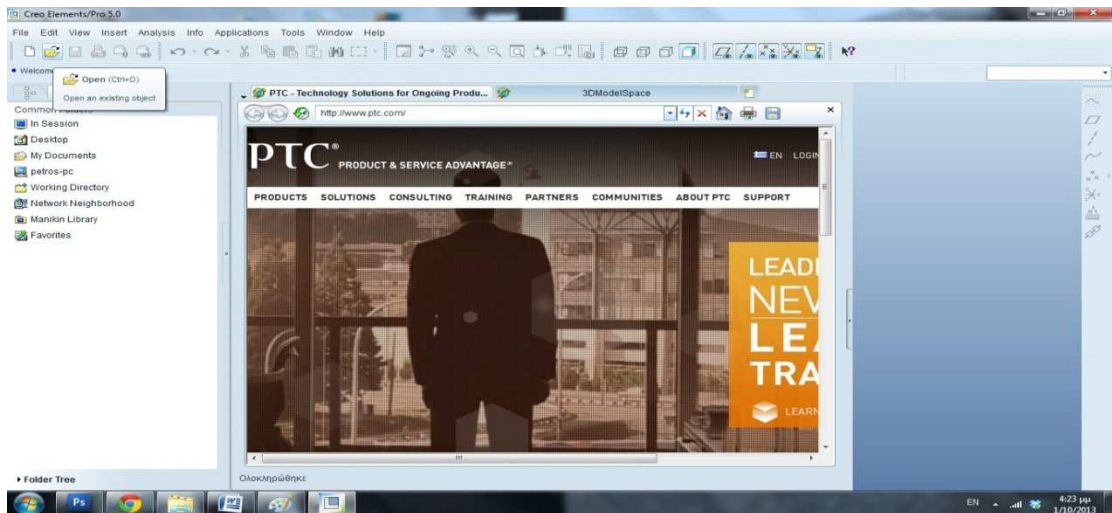 Creo Elements/Pro 5.0
File Edit View Insert Analysis Info Applications Tools Window Help
• Welcome
Open (Ctrl+O)
Open an existing object
Common Folders
In Session
Desktop
My Documents
petros-pc
Working Directory
Network Neighborhood
Manikin Library
Favorites
Folder Tree
PTC - Technology Solutions for Ongoing Produ...
3DModelSpace
http://www.ptc.com/
PTC® PRODUCT & SERVICE ADVANTAGE®
EN LOGIN
PRODUCTS SOLUTIONS CONSULTING TRAINING PARTNERS COMMUNITIES ABOUT PTC SUPPORT
LEAD
NEV
LEA
TRA
LEARN
Ολοκληρώθηκε
Ps
EN
4:23 μμ
1/10/2013